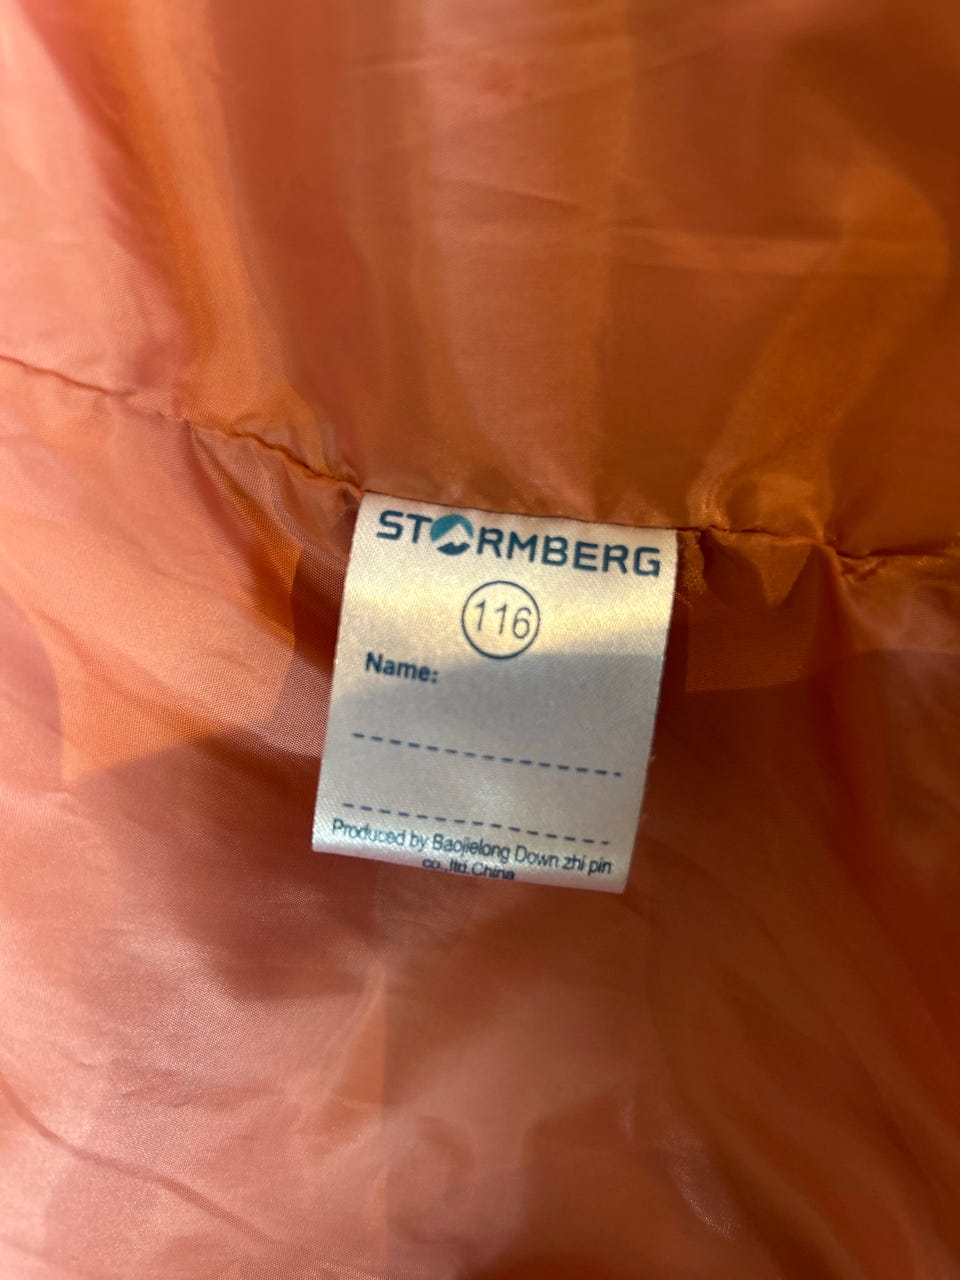 STORMBERG
116
Name:
Produced by Baojielong Down zhi pin
co.,ltd.China